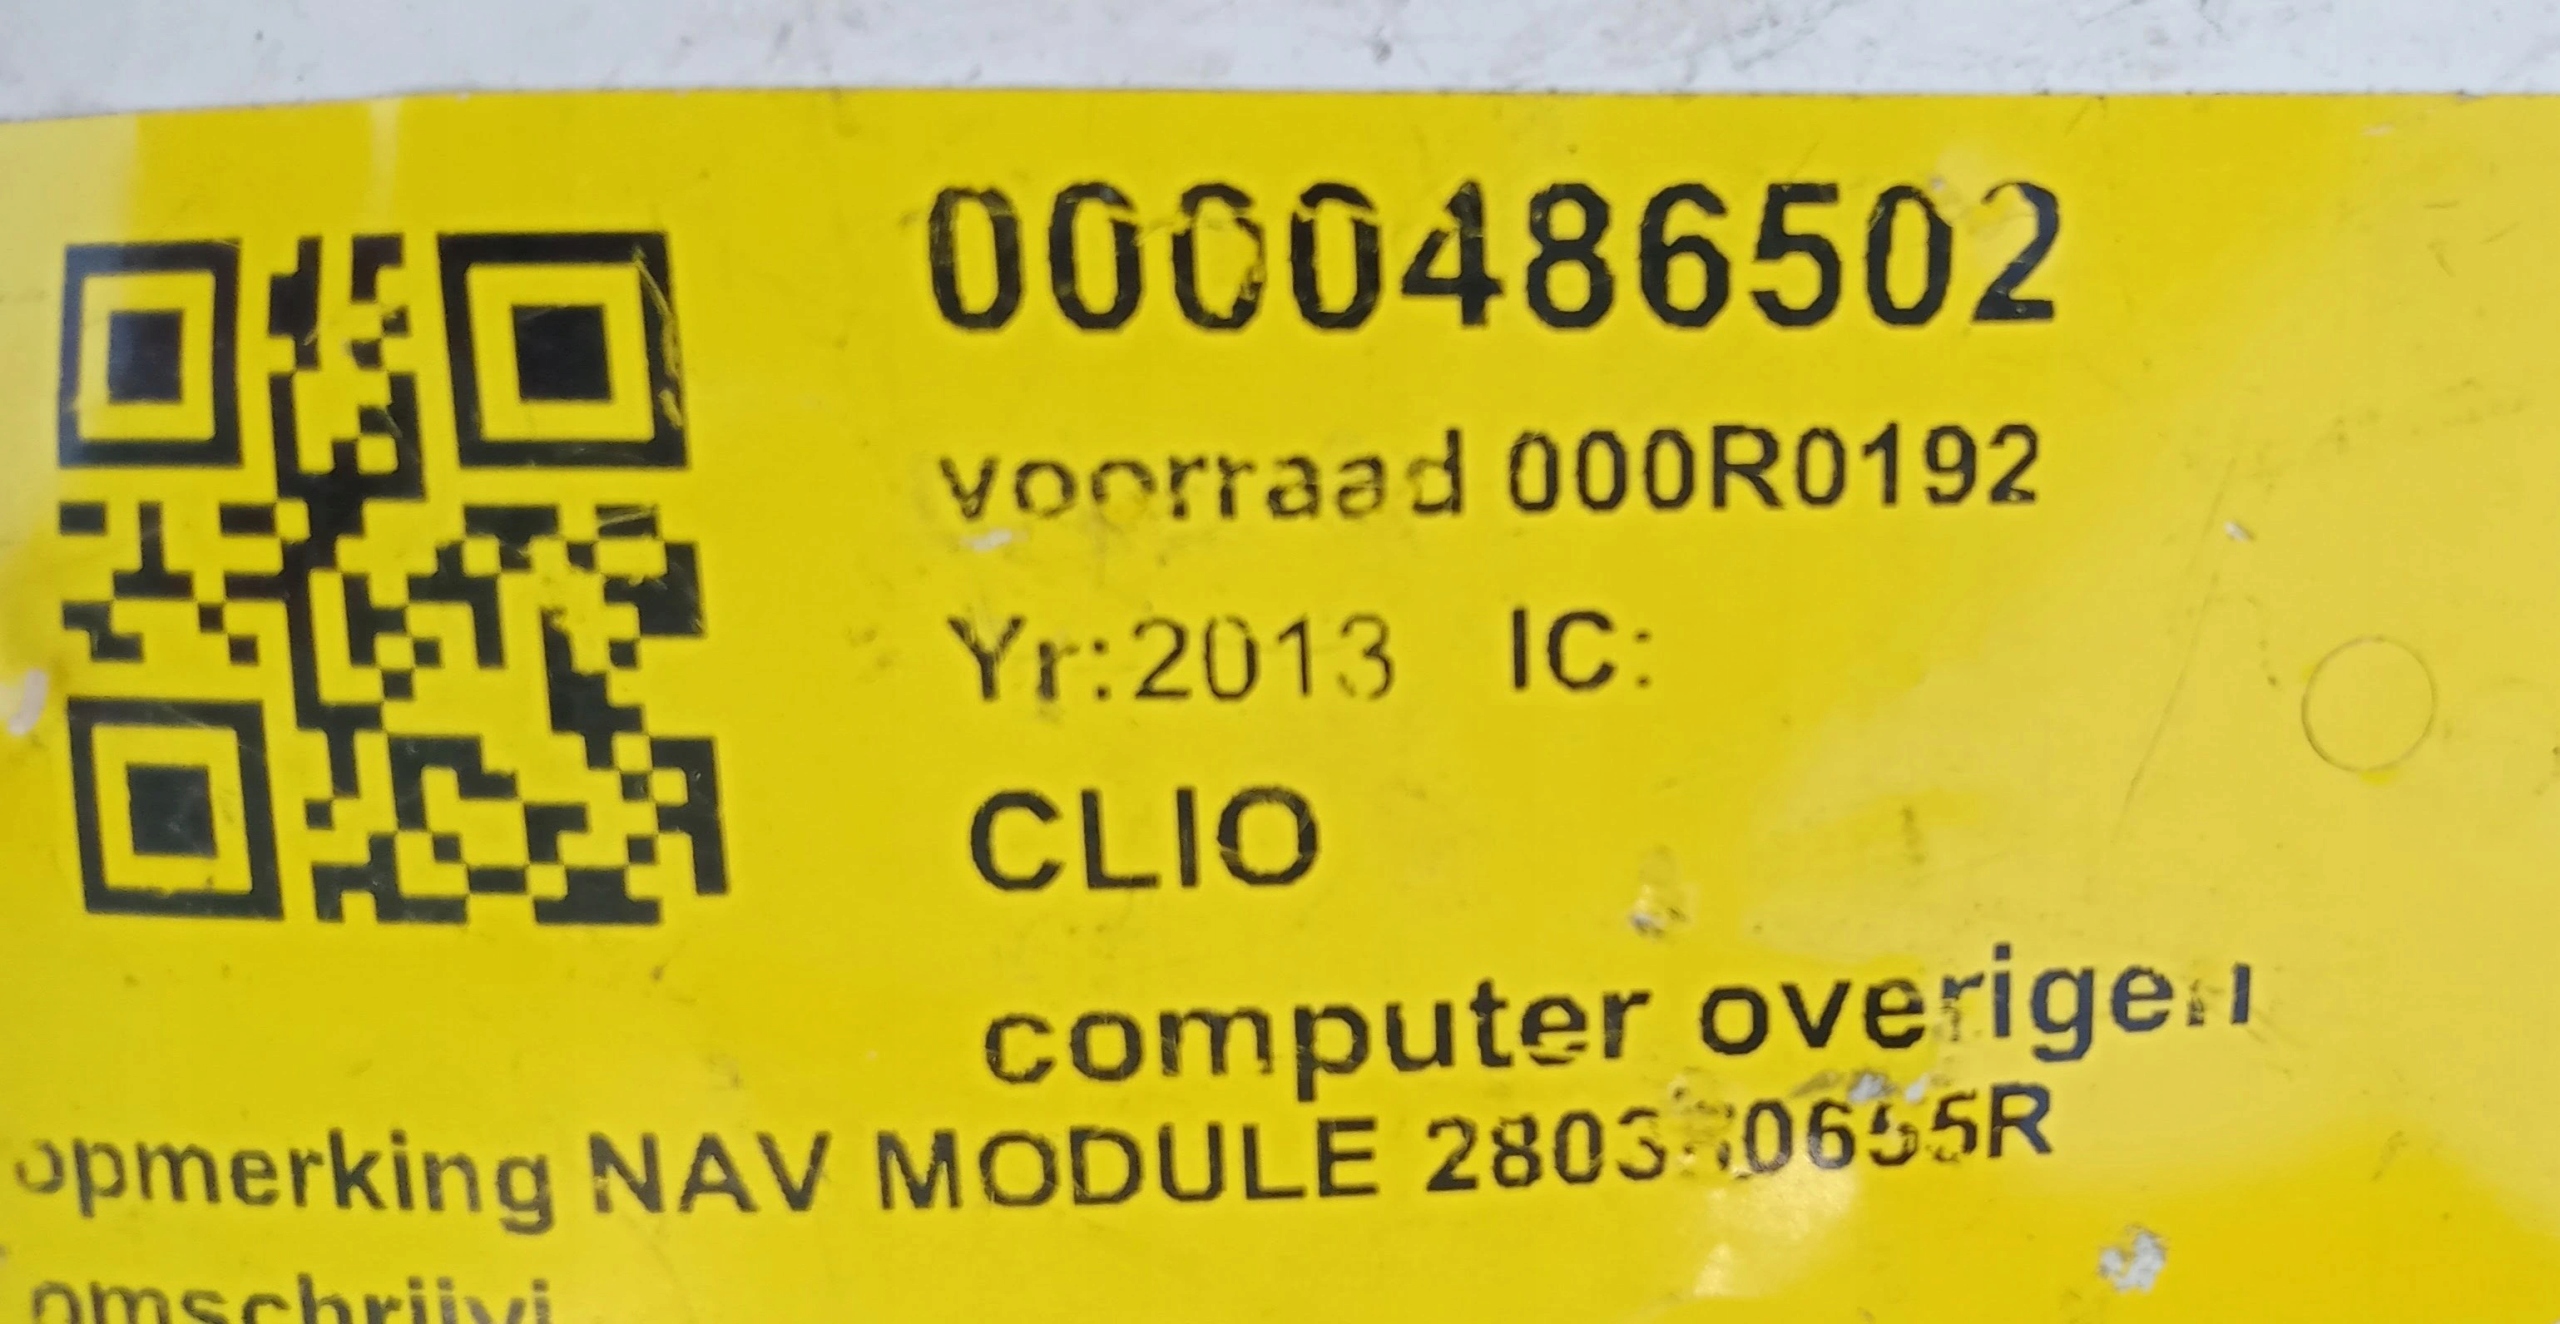 0000486502
voorraad 000R0192
Yr:2013 IC:
CLIO
computer overigen
opmerking NAV MODULE